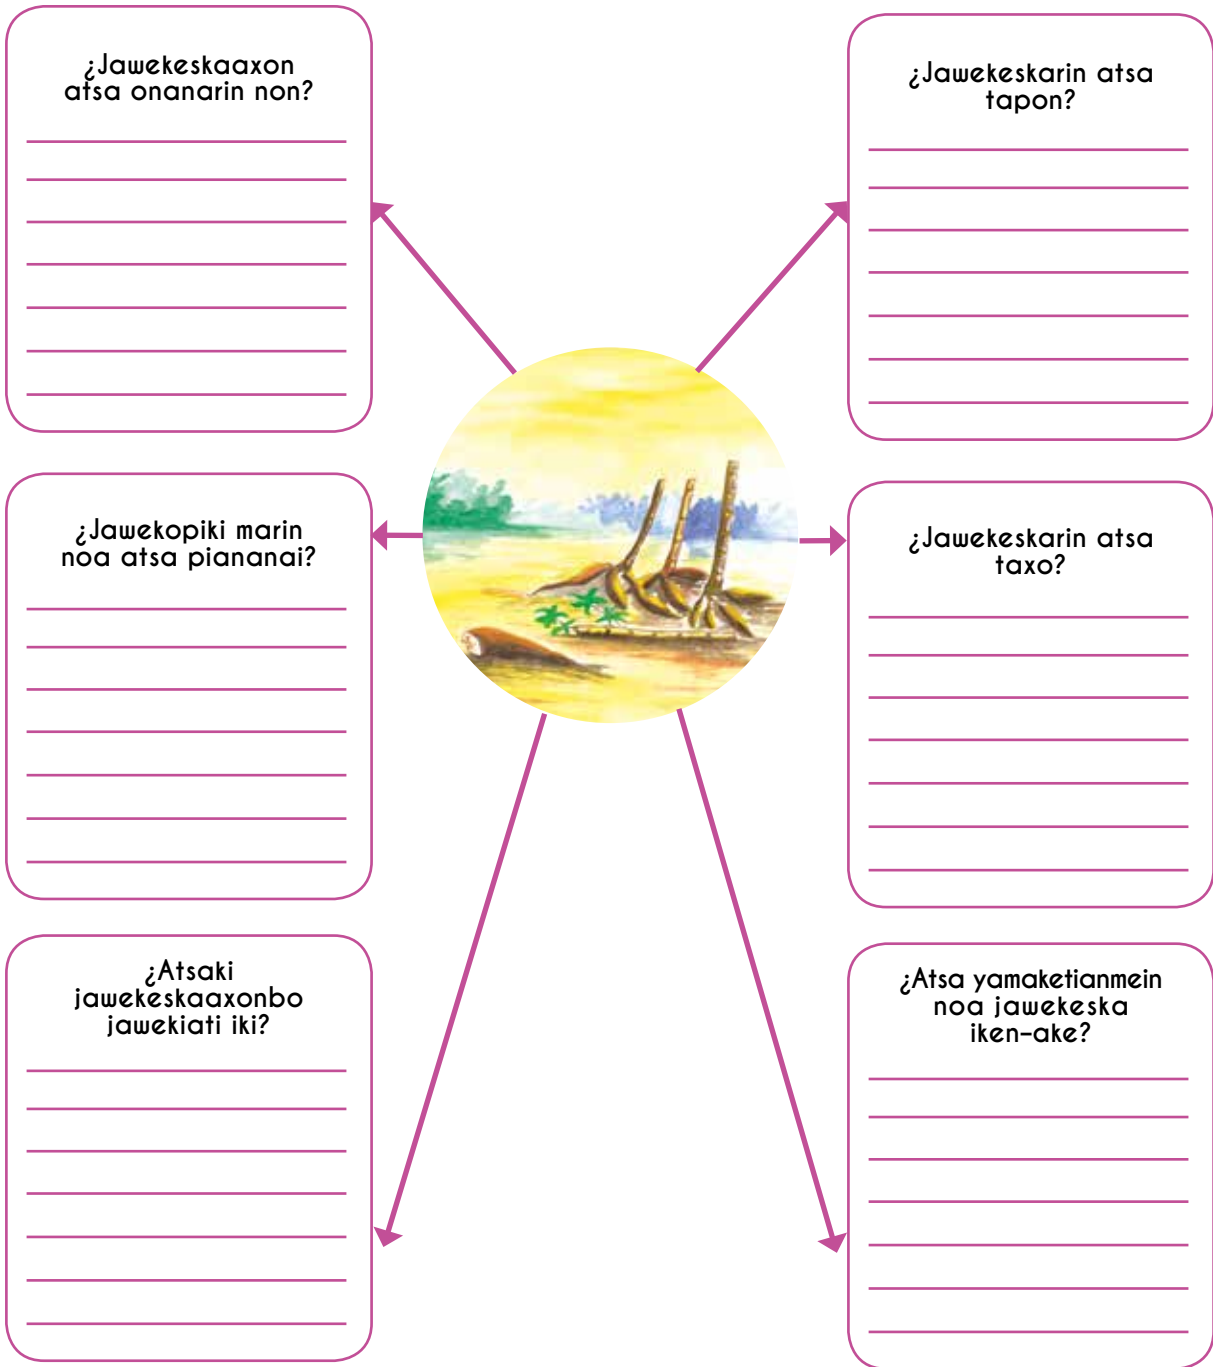 ¿Jawekeskaaxon
atsa onanarin non?
¿Jawekeskarin atsa
tapon?
¿Jawekopiki marin
noa atsa piananai?
¿Jawekeskarin atsa
taxo?
¿Atsaki
jawekeskaaxonbo
jawekiati iki?
¿Atsa yamaketianmein
noa jawekeska
iken-ake?